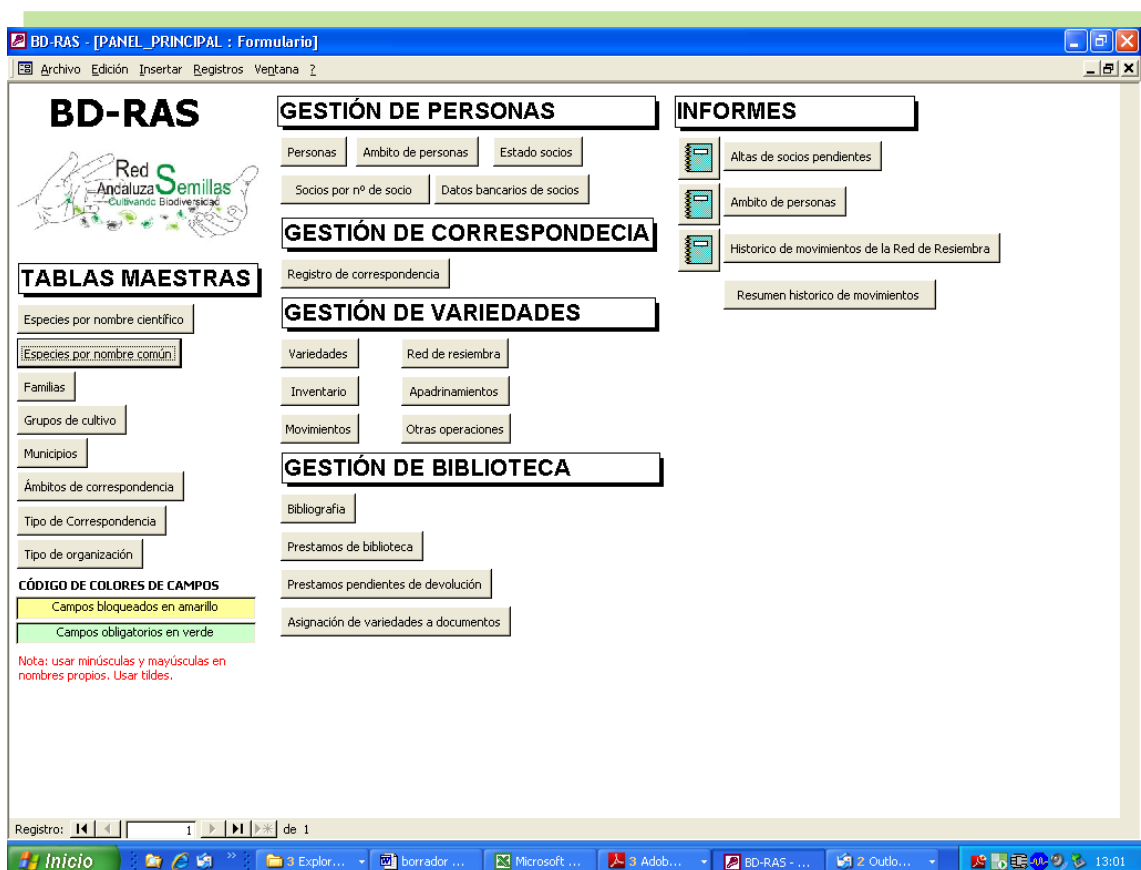 BD-RAS - [PANEL_PRINCIPAL : Formulario]
Archivo Edición Insertar Registros Ventana ?
BD-RAS
Red
Andaluza Semillas
Cultivando Biodiversidad
TABLAS MAESTRAS
Especies por nombre científico
Especies por nombre común
Familias
Grupos de cultivo
Municipios
Ámbitos de correspondencia
Tipo de Correspondencia
Tipo de organización
CÓDIGO DE COLORES DE CAMPOS
Campos bloqueados en amarillo
Campos obligatorios en verde
Nota: usar minúsculas y mayúsculas en
nombres propios. Usar tildes.
GESTIÓN DE PERSONAS
Personas Ambito de personas Estado socios
Socios por nº de socio Datos bancarios de socios
GESTIÓN DE CORRESPONDECIA
Registro de correspondencia
GESTIÓN DE VARIEDADES
Variedades Red de resiembra
Inventario Apadrinamientos
Movimientos Otras operaciones
GESTIÓN DE BIBLIOTECA
Bibliografia
Prestamos de biblioteca
Prestamos pendientes de devolución
Asignación de variedades a documentos
INFORMES
Altas de socios pendientes
Ambito de personas
Historico de movimientos de la Red de Resiembra
Resumen historico de movimientos
Registro: 1 de 1
Inicio 3 Explor... borrador ... Microsoft ... 3 Adob... BD-RAS - ... 2 Outlo... 13:01